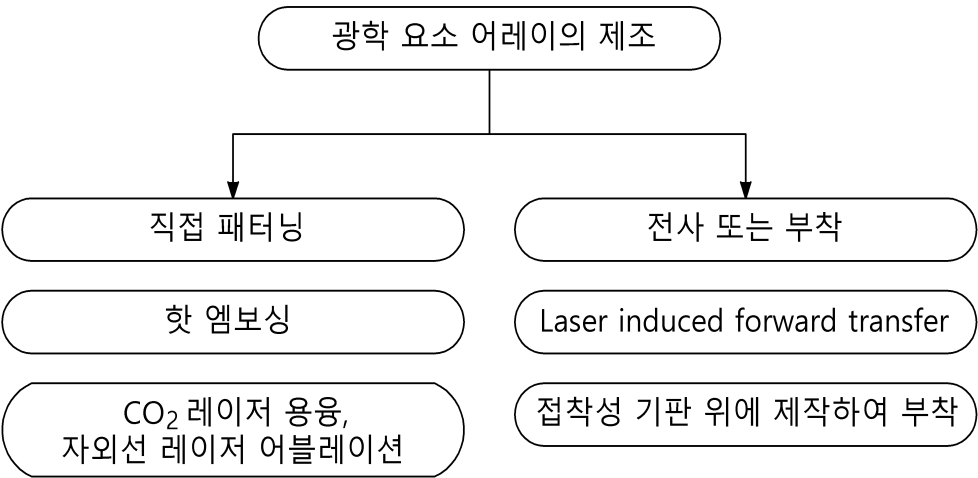 광학 요소 어레이의 제조
직접 패터닝
핫 엠보싱
CO₂ 레이저 용융,
자외선 레이저 어블레이션
전사 또는 부착
Laser induced forward transfer
접착성 기판 위에 제작하여 부착